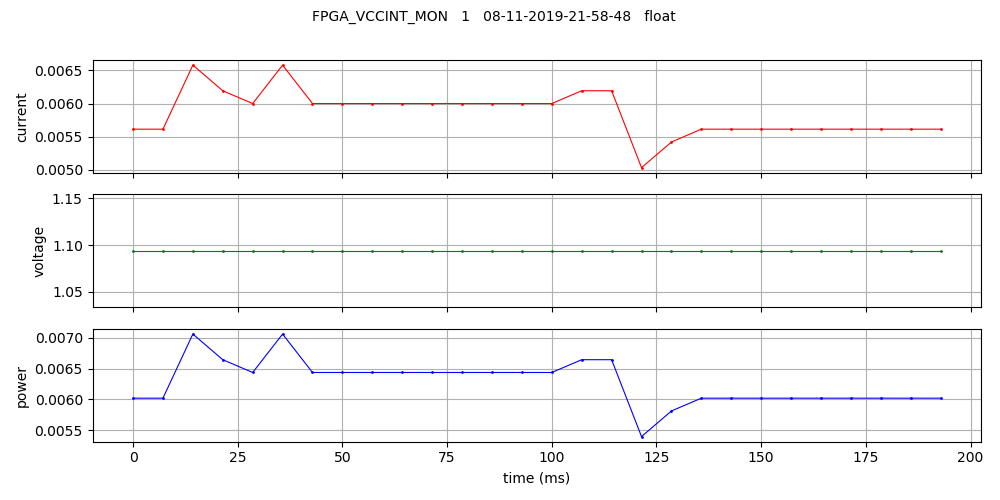 FPGA_VCCINT_MON 1 08-11-2019-21-58-48 float
0.0065
0.0060
0.0055
0.0050
current
1.15
1.10
1.05
voltage
0.0070
0.0065
0.0060
0.0055
power
0 25 50 75 100 125 150 175 200
time (ms)